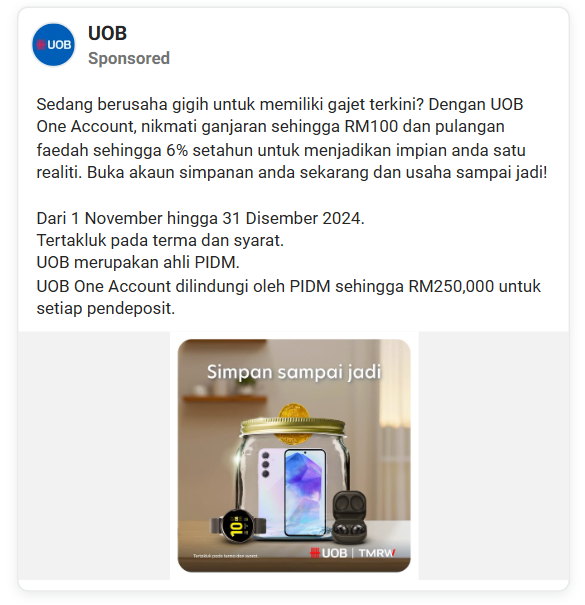 UOB
UOB
Sponsored
Sedang berusaha gigih untuk memiliki gajet terkini? Dengan UOB
One Account, nikmati ganjaran sehingga RM100 dan pulangan
faedah sehingga 6% setahun untuk menjadikan impian anda satu
realiti. Buka akaun simpanan anda sekarang dan usaha sampai jadi!
Dari 1 November hingga 31 Disember 2024.
Tertakluk pada terma dan syarat.
UOB merupakan ahli PIDM.
UOB One Account dilindungi oleh PIDM sehingga RM250,000 untuk
setiap pendeposit.
Simpan sampai jadi
10
Tertakluk pada terma dan syarat.
UOB | TMRW